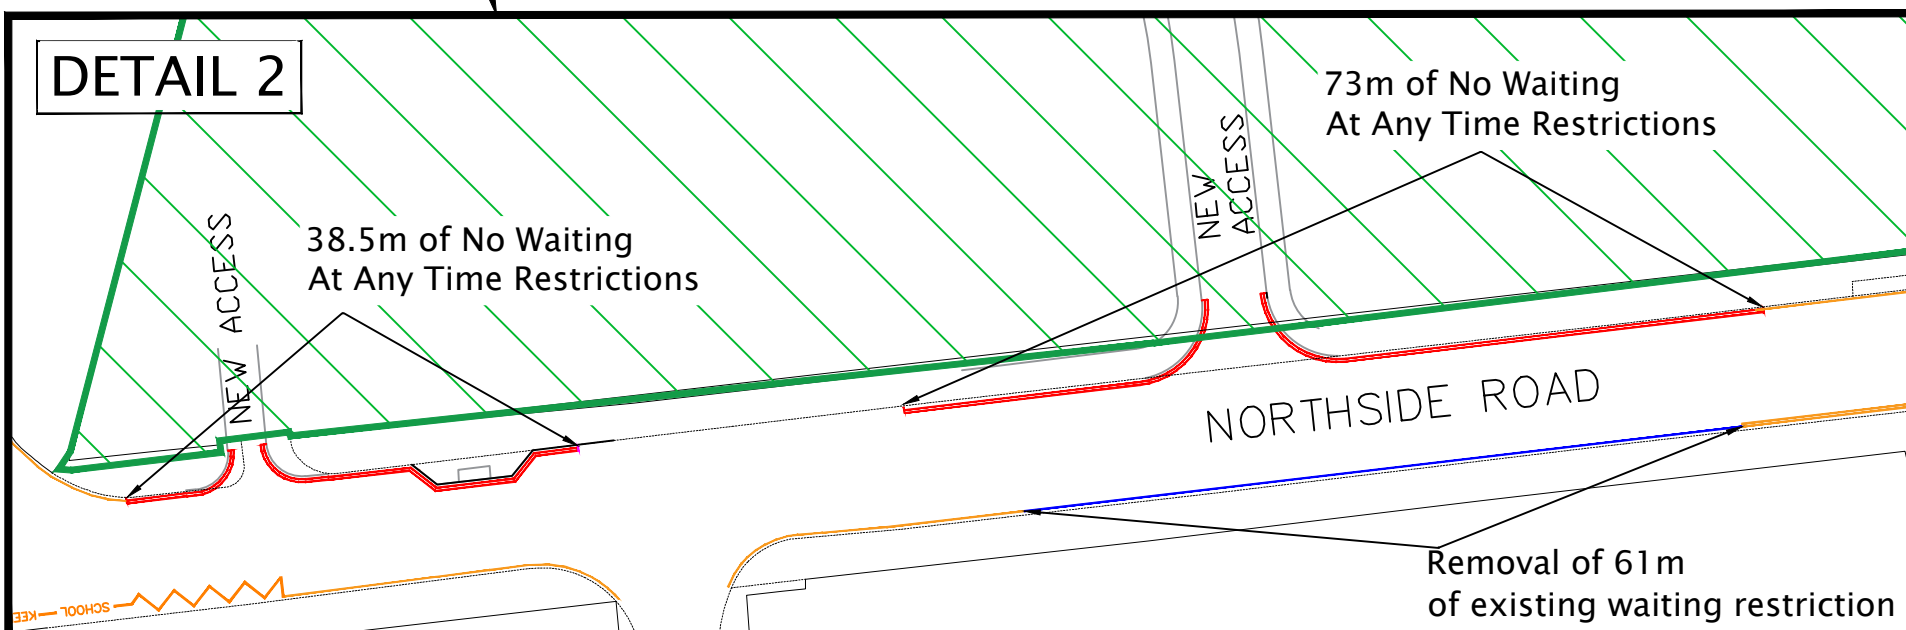 DETAIL 2
73m of No Waiting
At Any Time Restrictions
NEW
ACCESS
38.5m of No Waiting
At Any Time Restrictions
NEW ACCESS
NORTHSIDE ROAD
Removal of 61m
of existing waiting restriction
SCHOOL KEE